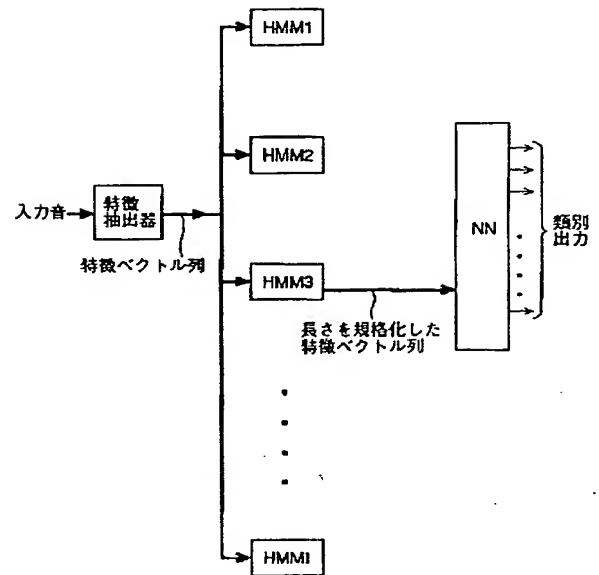 HMM1
HMM2
入力音
特徴
抽出器
特徴ベクトル列
HMM3
長さを規格化した
特徴ベクトル列
NN
類別
出力
HMMI